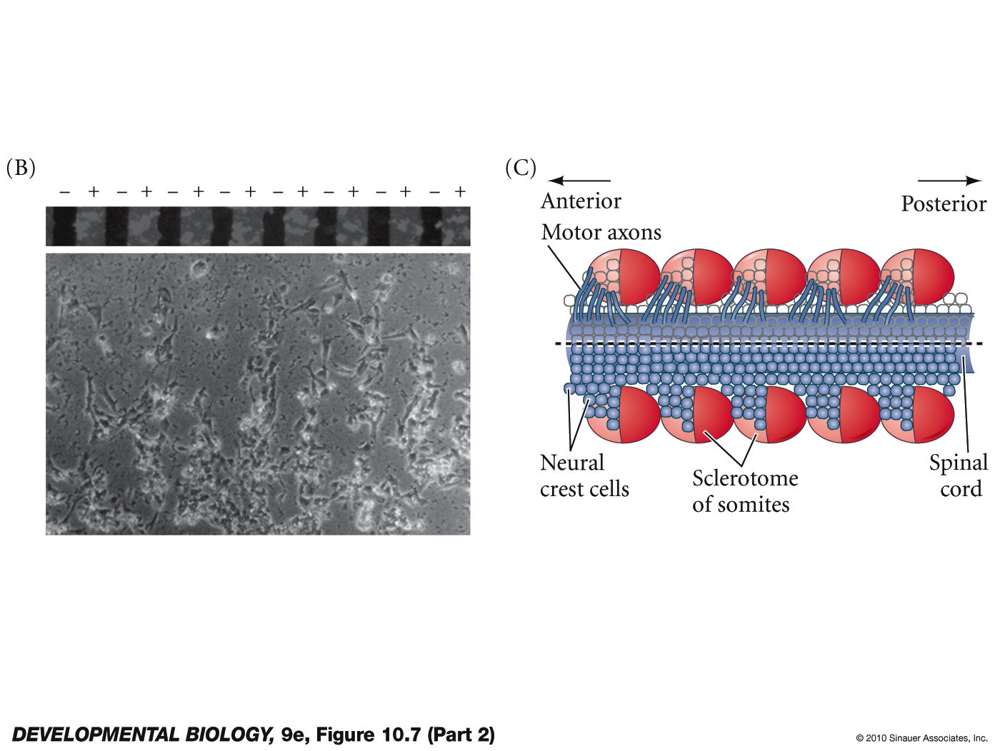 (B)
− + − + − + − + − + − + − + − +
(C)
Anterior
Posterior
Motor axons
Neural
crest cells
Sclerotome
of somites
Spinal
cord
DEVELOPMENTAL BIOLOGY, 9e, Figure 10.7 (Part 2)
© 2010 Sinauer Associates, Inc.